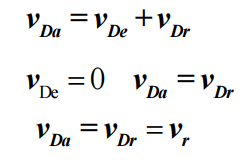 v_Da = v_De + v_Dr
v_De = 0 v_Da = v_Dr
v_Da = v_Dr = v_r